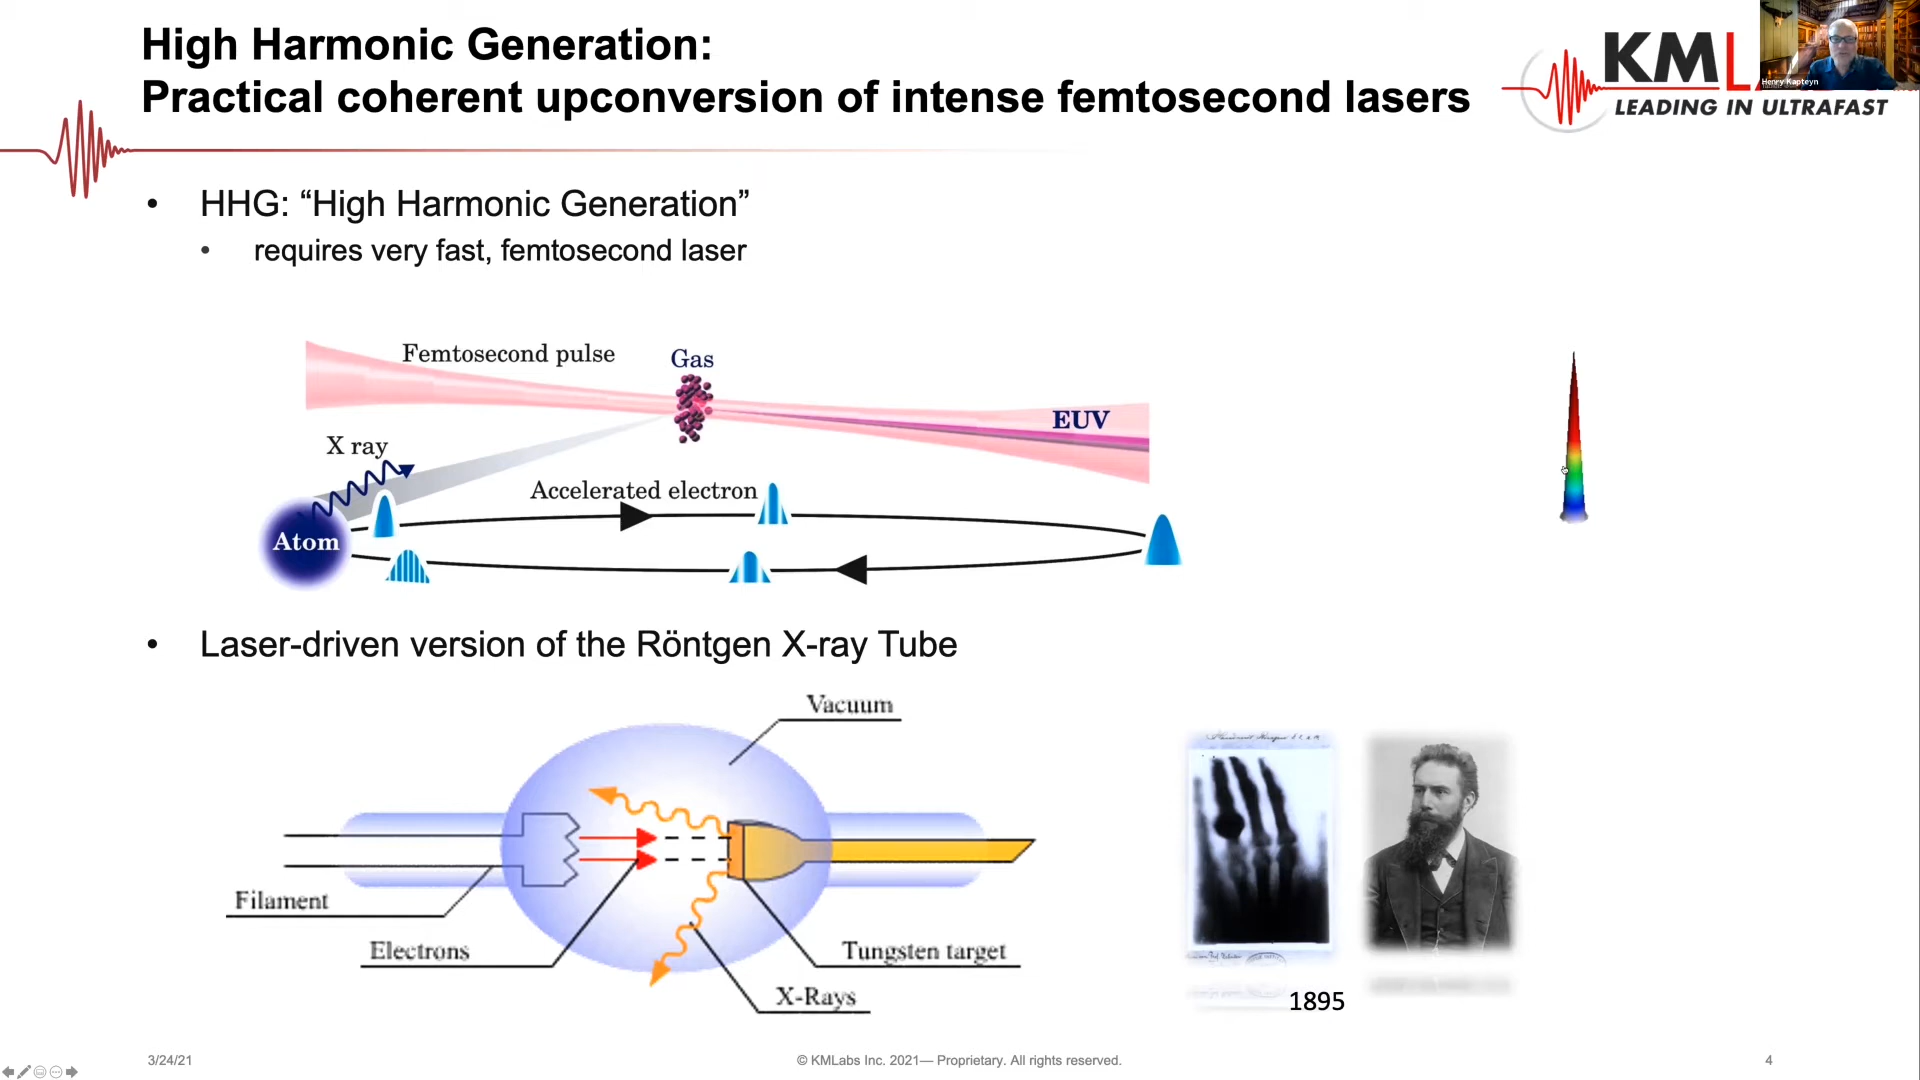 High Harmonic Generation:
Practical coherent upconversion of intense femtosecond lasers
KML
LEADING IN ULTRAFAST
Henry Kapteyn
• HHG: “High Harmonic Generation”
• requires very fast, femtosecond laser
Femtosecond pulse
Gas
EUV
X ray
Accelerated electron
Atom
• Laser-driven version of the Röntgen X-ray Tube
Vacuum
Filament
Electrons
Tungsten target
X-Rays
1895
3/24/21
© KMLabs Inc. 2021— Proprietary. All rights reserved.
4